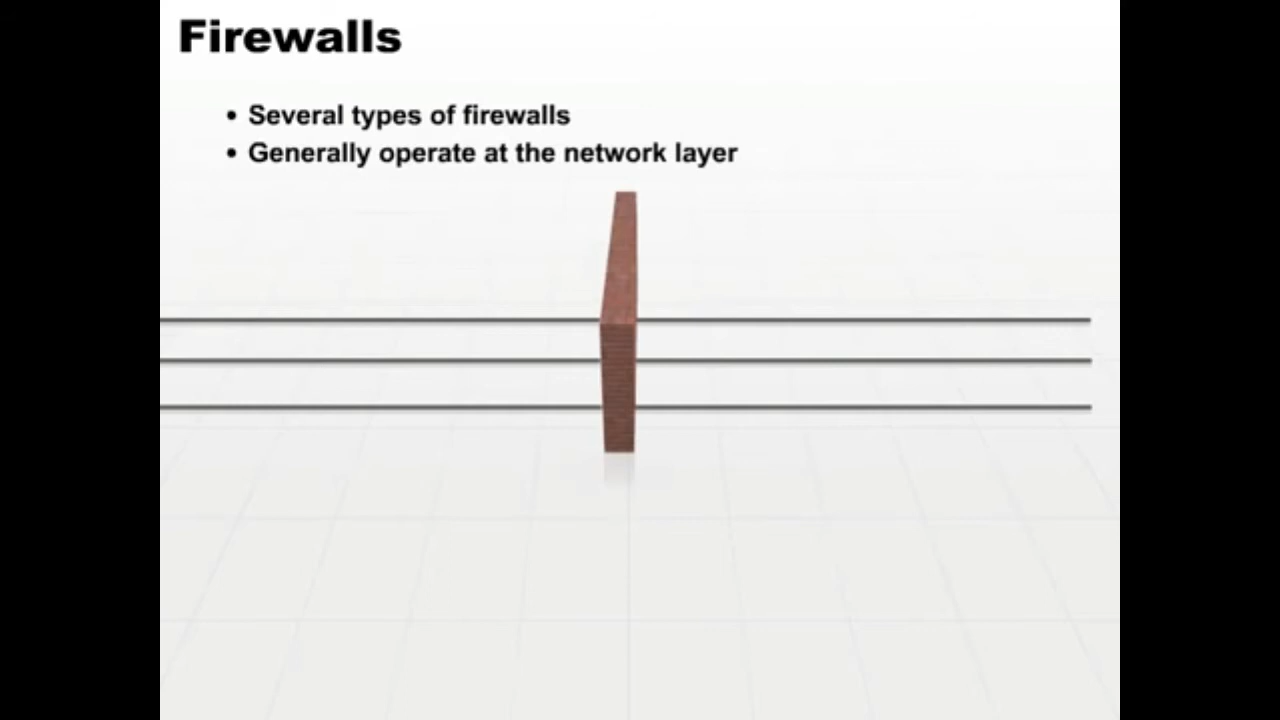 Firewalls
• Several types of firewalls
• Generally operate at the network layer